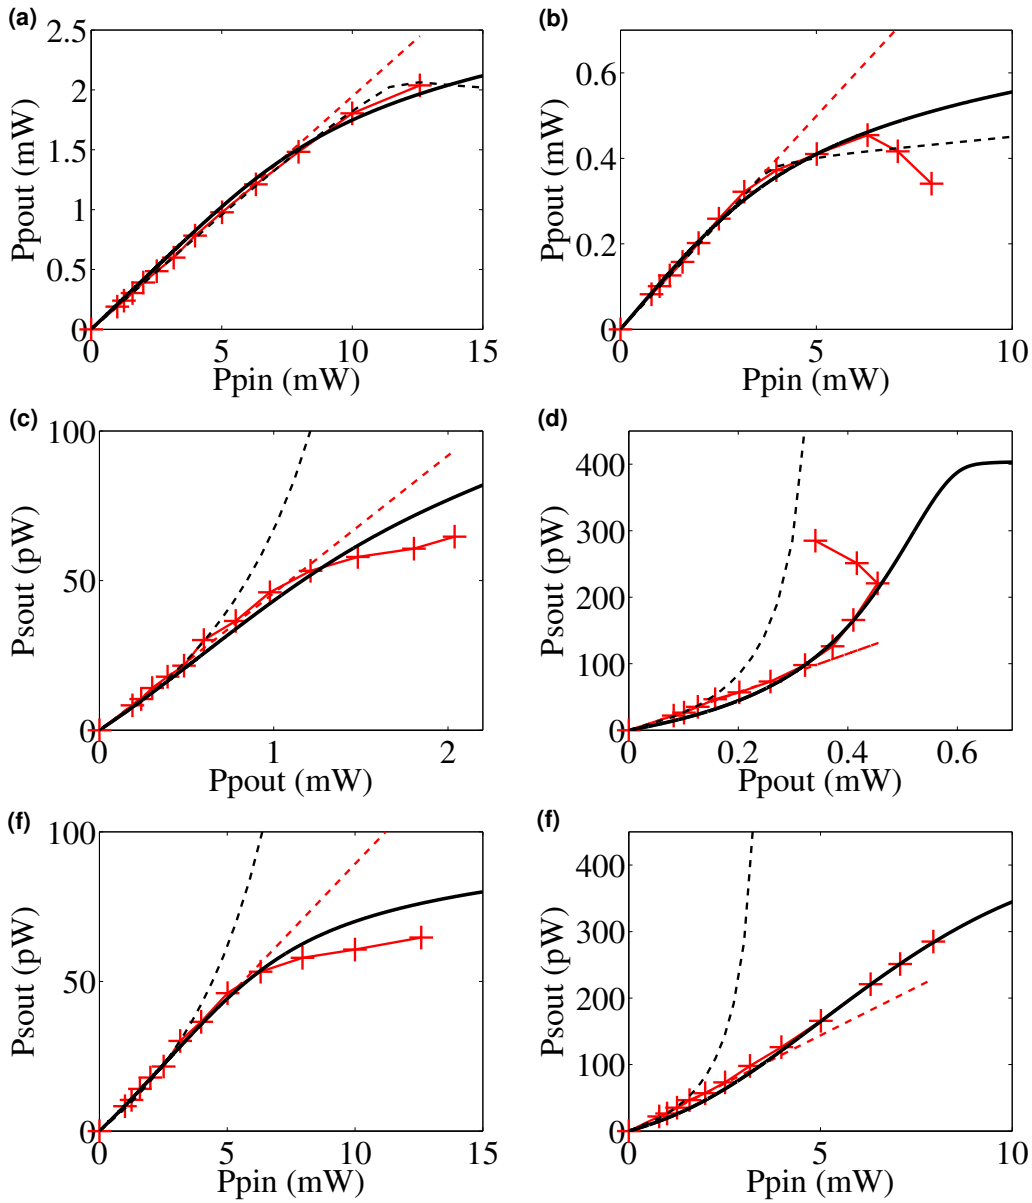 (a)
2.5
2
1.5
1
0.5
0
0 5 10 15
Ppout (mW)
Ppin (mW)
(b)
0.6
0.4
0.2
0
0 5 10
Ppout (mW)
Ppin (mW)
(c)
100
50
0
0 1 2
Psout (pW)
Ppout (mW)
(d)
400
300
200
100
0
0 0.2 0.4 0.6
Psout (pW)
Ppout (mW)
(f)
100
50
0
0 5 10 15
Psout (pW)
Ppin (mW)
(f)
400
300
200
100
0
0 5 10
Psout (pW)
Ppin (mW)